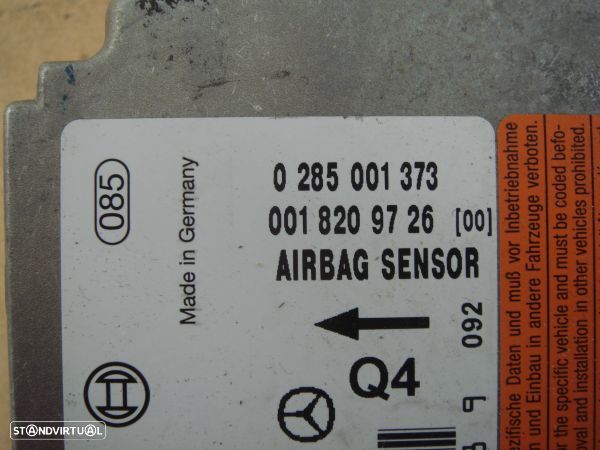 085
Made in Germany
0 285 001 373
001 820 97 26 [00]
AIRBAG SENSOR
Q4
092
9
ezifische Daten und muß vor Inbetriebnahme
n und Einbau in andere Fahrzeuge verboten.
r the specific vehicle and must be coded befo-
oval and installation in other vehicles prohibited.
STANDVIRTUAL